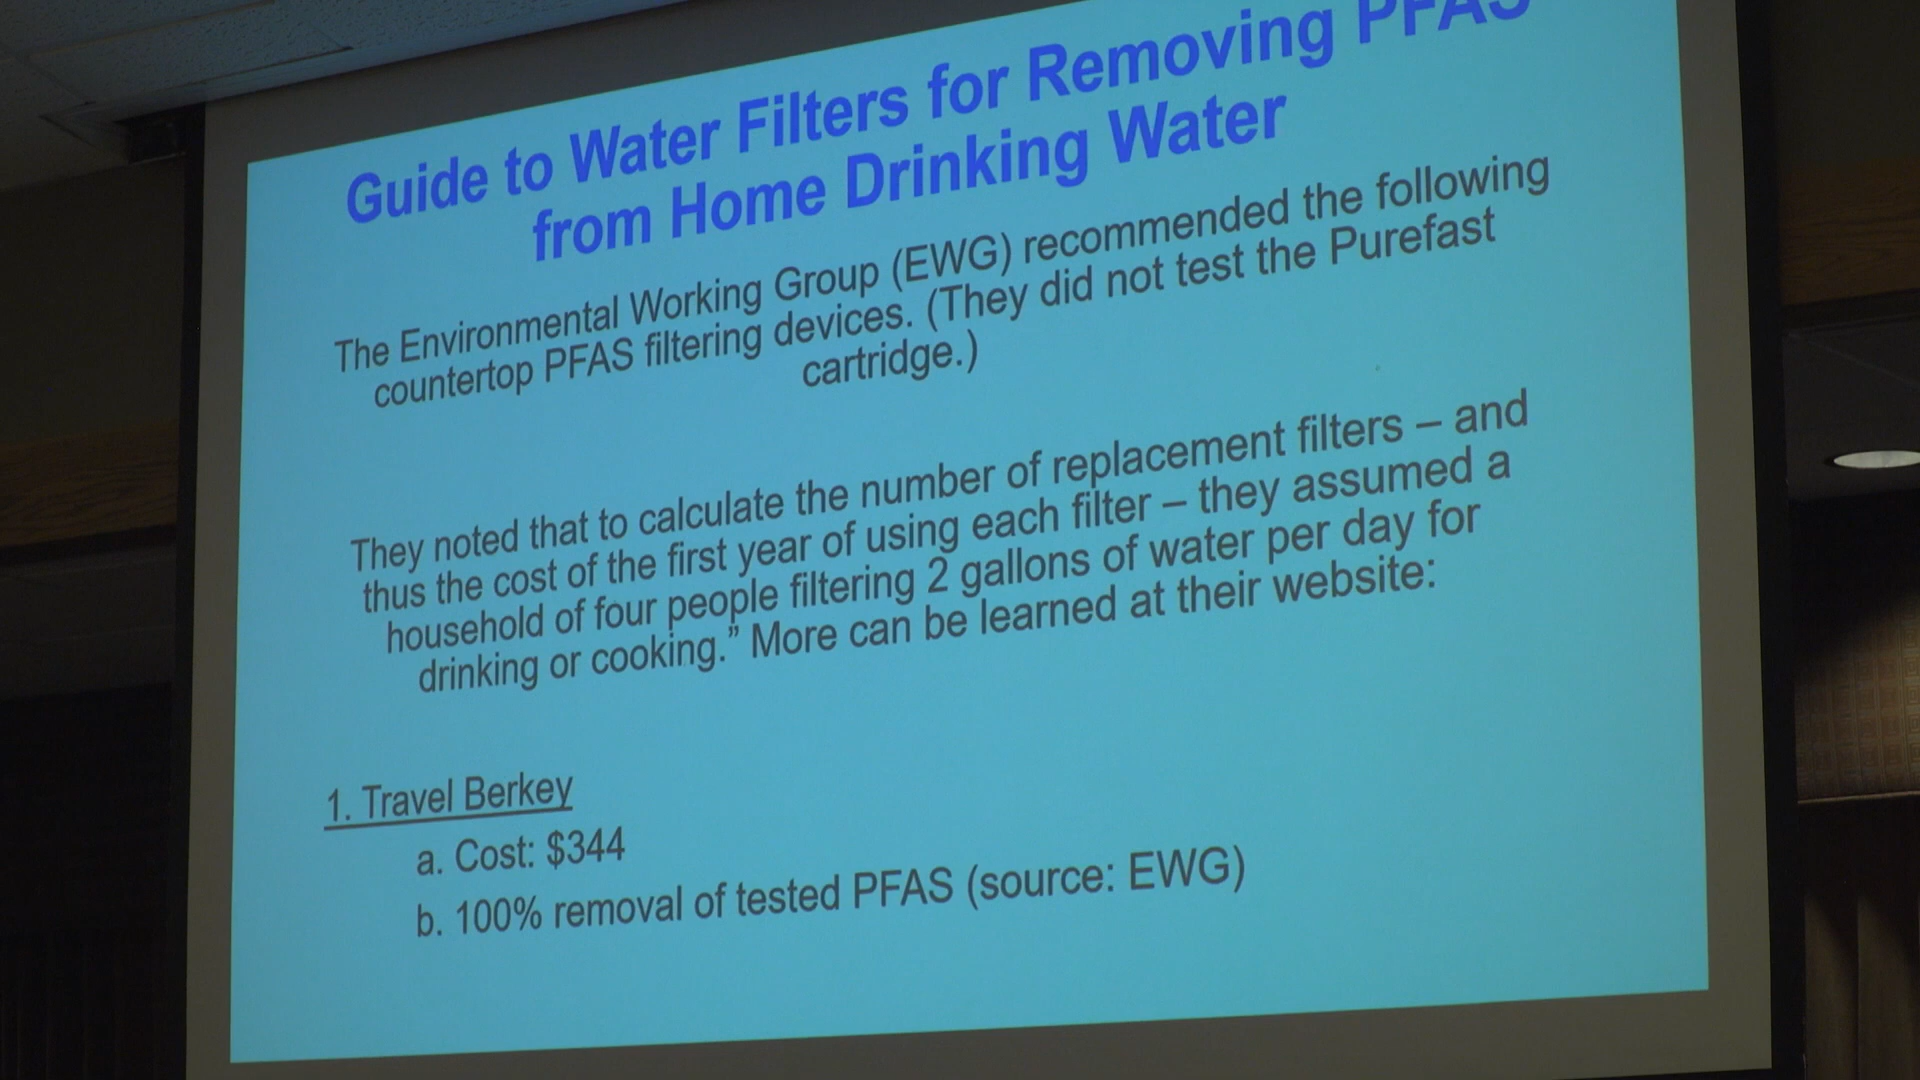 Guide to Water Filters for Removing PFAS
from Home Drinking Water
The Environmental Working Group (EWG) recommended the following
countertop PFAS filtering devices. (They did not test the Purefast
cartridge.)
They noted that to calculate the number of replacement filters – and
thus the cost of the first year of using each filter – they assumed a
household of four people filtering 2 gallons of water per day for
drinking or cooking.” More can be learned at their website:
1. Travel Berkey
a. Cost: $344
b. 100% removal of tested PFAS (source: EWG)